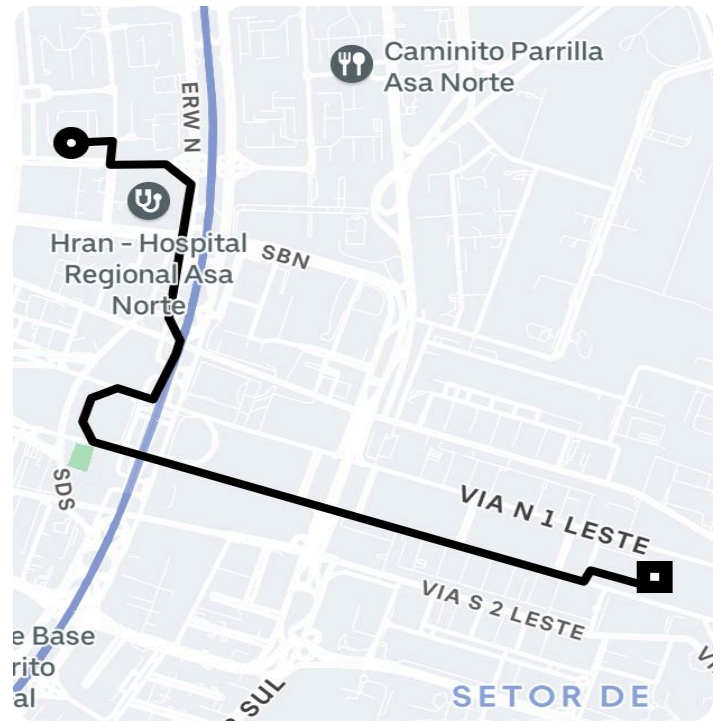 Caminito Parrilla
Asa Norte
ERW N
Hran - Hospital
Regional Asa
Norte
SBN
SDS
VIA N 1 LESTE
VIA S 2 LESTE
e Base
rito
al
SUL
SETOR DE